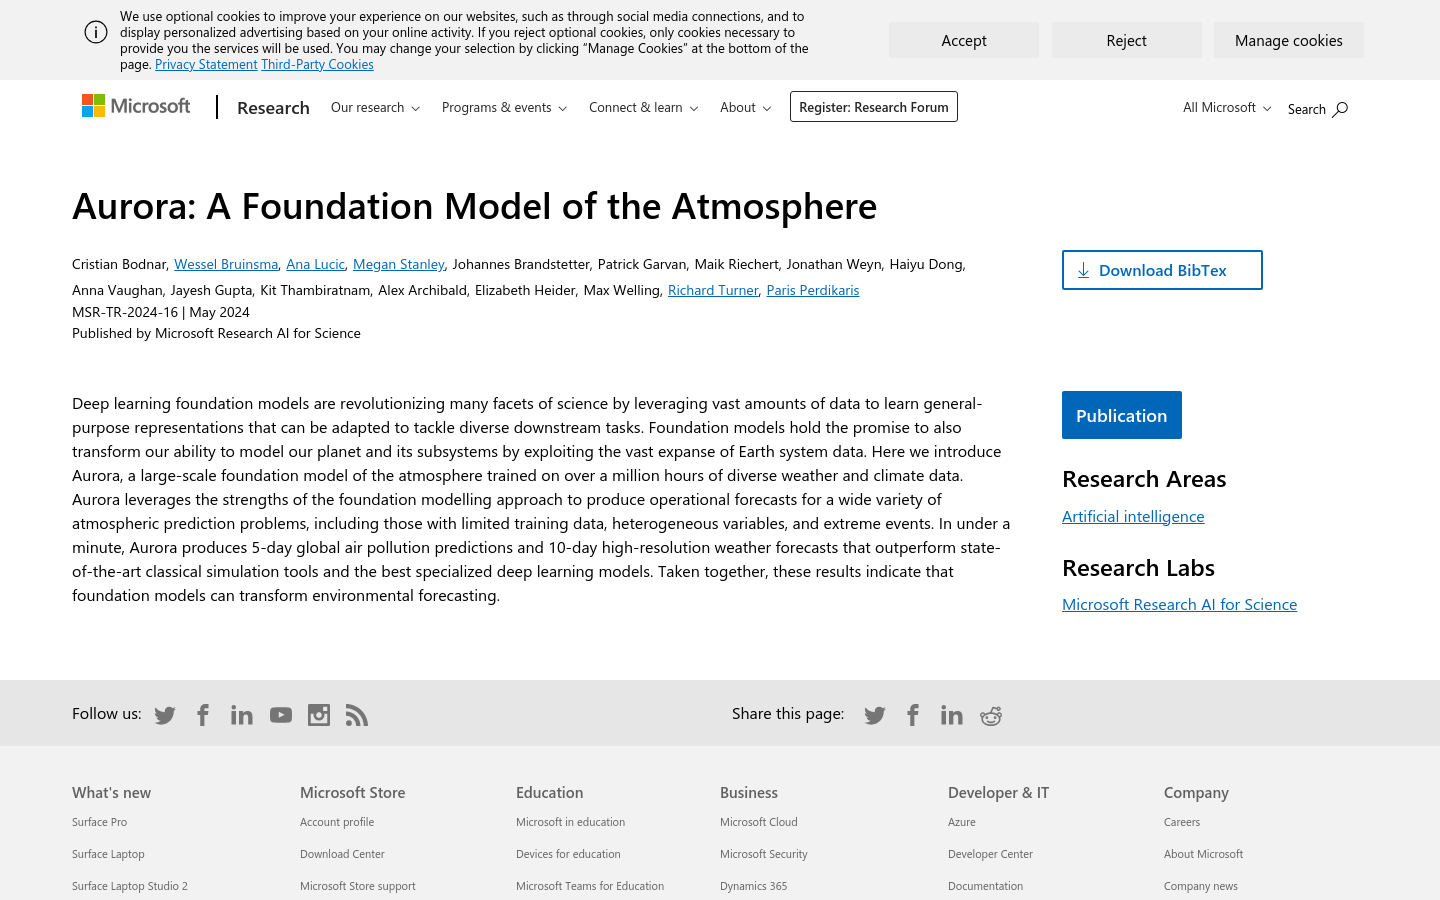 We use optional cookies to improve your experience on our websites, such as through social media connections, and to
display personalized advertising based on your online activity. If you reject optional cookies, only cookies necessary to
provide you the services will be used. You may change your selection by clicking “Manage Cookies” at the bottom of the
page. Privacy Statement Third-Party Cookies
Accept
Reject
Manage cookies
Microsoft
Research
Our research
Programs & events
Connect & learn
About
Register: Research Forum
All Microsoft
Search
Aurora: A Foundation Model of the Atmosphere
Cristian Bodnar, Wessel Bruinsma, Ana Lucic, Megan Stanley, Johannes Brandstetter, Patrick Garvan, Maik Riechert, Jonathan Weyn, Haiyu Dong,
Anna Vaughan, Jayesh Gupta, Kit Thambiratnam, Alex Archibald, Elizabeth Heider, Max Welling, Richard Turner, Paris Perdikaris
MSR-TR-2024-16 | May 2024
Published by Microsoft Research AI for Science
Download BibTex
Deep learning foundation models are revolutionizing many facets of science by leveraging vast amounts of data to learn general-
purpose representations that can be adapted to tackle diverse downstream tasks. Foundation models hold the promise to also
transform our ability to model our planet and its subsystems by exploiting the vast expanse of Earth system data. Here we introduce
Aurora, a large-scale foundation model of the atmosphere trained on over a million hours of diverse weather and climate data.
Aurora leverages the strengths of the foundation modelling approach to produce operational forecasts for a wide variety of
atmospheric prediction problems, including those with limited training data, heterogeneous variables, and extreme events. In under a
minute, Aurora produces 5-day global air pollution predictions and 10-day high-resolution weather forecasts that outperform state-
of-the-art classical simulation tools and the best specialized deep learning models. Taken together, these results indicate that
foundation models can transform environmental forecasting.
Publication
Research Areas
Artificial intelligence
Research Labs
Microsoft Research AI for Science
Follow us:
Share this page:
What's new
Surface Pro
Surface Laptop
Surface Laptop Studio 2
Microsoft Store
Account profile
Download Center
Microsoft Store support
Education
Microsoft in education
Devices for education
Microsoft Teams for Education
Business
Microsoft Cloud
Microsoft Security
Dynamics 365
Developer & IT
Azure
Developer Center
Documentation
Company
Careers
About Microsoft
Company news